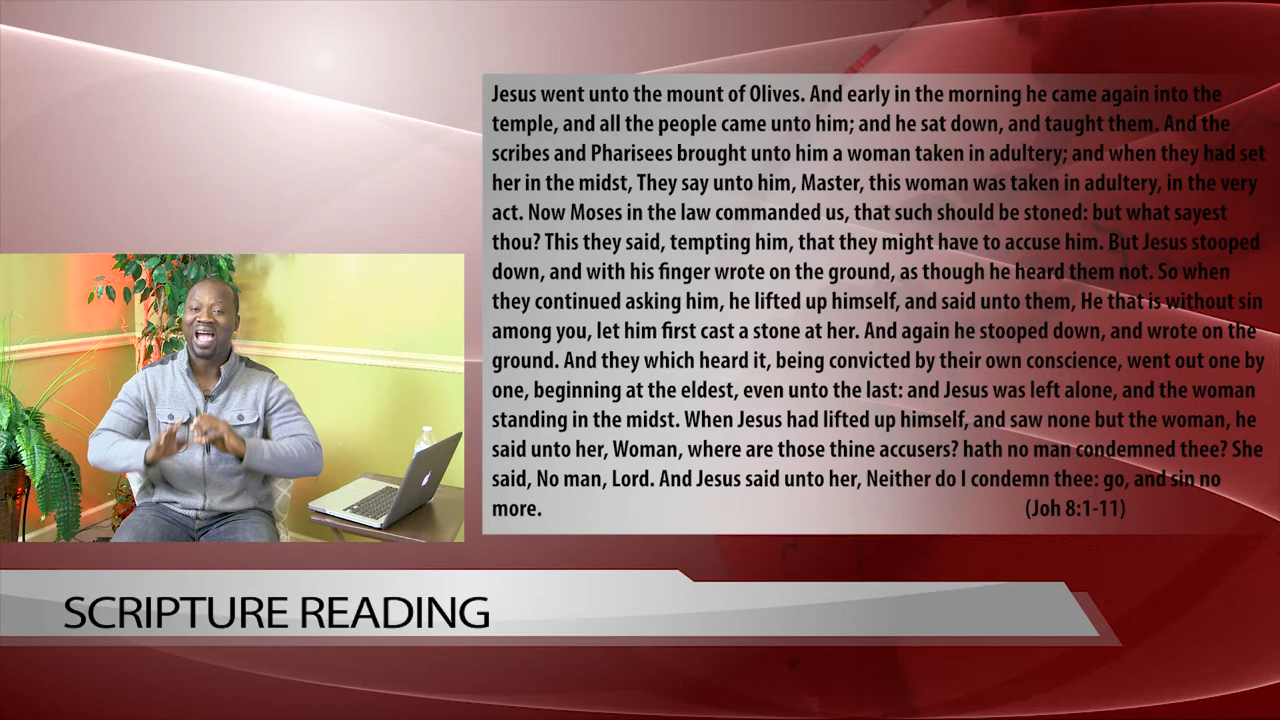 Jesus went unto the mount of Olives. And early in the morning he came again into the
temple, and all the people came unto him; and he sat down, and taught them. And the
scribes and Pharisees brought unto him a woman taken in adultery; and when they had set
her in the midst, They say unto him, Master, this woman was taken in adultery, in the very
act. Now Moses in the law commanded us, that such should be stoned: but what sayest
thou? This they said, tempting him, that they might have to accuse him. But Jesus stooped
down, and with his finger wrote on the ground, as though he heard them not. So when
they continued asking him, he lifted up himself, and said unto them, He that is without sin
among you, let him first cast a stone at her. And again he stooped down, and wrote on the
ground. And they which heard it, being convicted by their own conscience, went out one by
one, beginning at the eldest, even unto the last: and Jesus was left alone, and the woman
standing in the midst. When Jesus had lifted up himself, and saw none but the woman, he
said unto her, Woman, where are those thine accusers? hath no man condemned thee? She
said, No man, Lord. And Jesus said unto her, Neither do I condemn thee: go, and sin no
more. (Joh 8:1-11)
SCRIPTURE READING